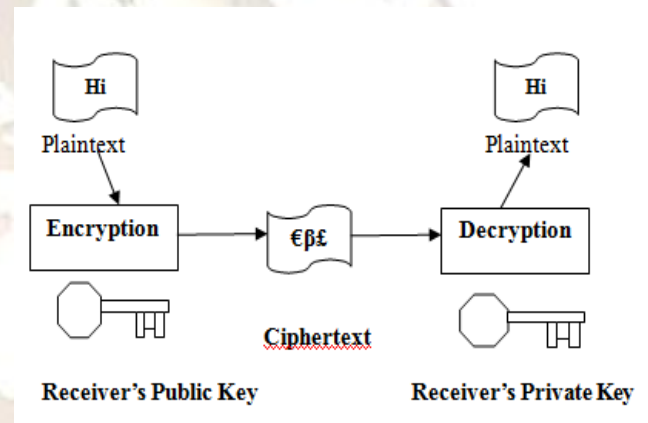 Hi
Hi
Plaintext
Plaintext
Encryption
€β£
Decryption
Ciphertext
Receiver's Public Key
Receiver's Private Key